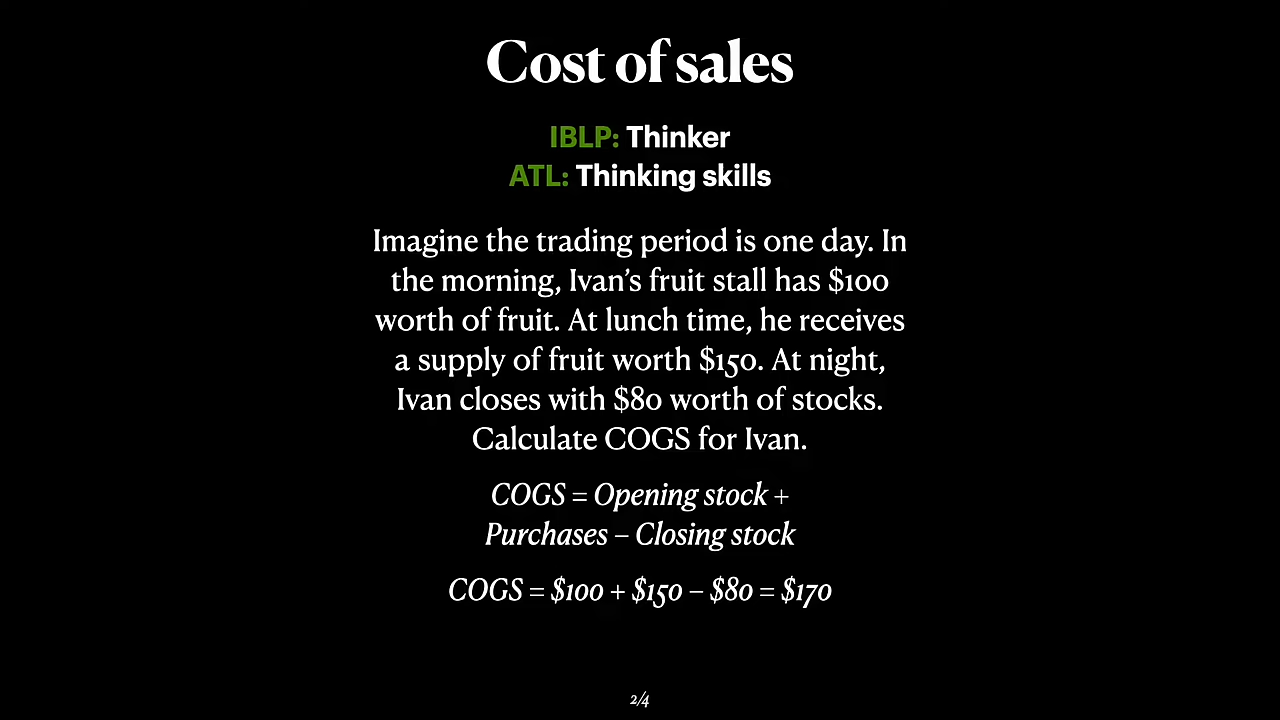 Cost of sales
IBLP: Thinker
ATL: Thinking skills
Imagine the trading period is one day. In
the morning, Ivan’s fruit stall has $100
worth of fruit. At lunch time, he receives
a supply of fruit worth $150. At night,
Ivan closes with $80 worth of stocks.
Calculate COGS for Ivan.
COGS = Opening stock +
Purchases – Closing stock
COGS = $100 + $150 – $80 = $170
2/4